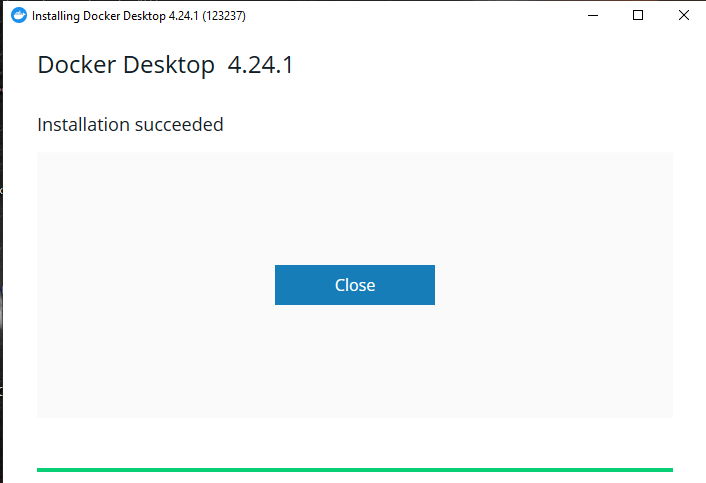 Installing Docker Desktop 4.24.1 (123237)
Docker Desktop 4.24.1
Installation succeeded
Close